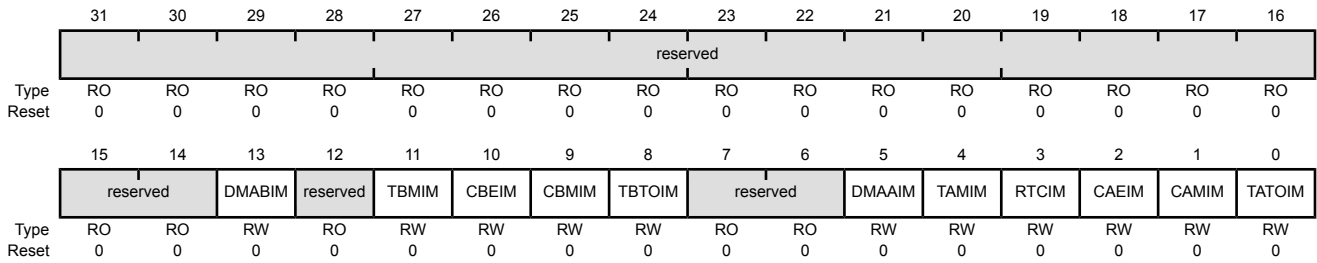 31 30 29 28 27 26 25 24 23 22 21 20 19 18 17 16
reserved
Type RO RO RO RO RO RO RO RO RO RO RO RO RO RO RO RO
Reset 0 0 0 0 0 0 0 0 0 0 0 0 0 0 0 0
15 14 13 12 11 10 9 8 7 6 5 4 3 2 1 0
reserved DMABIM reserved TBMIM CBEIM CBMIM TBTOIM reserved DMAAIM TAMIM RTCIM CAEIM CAMIM TATOIM
Type RO RO RW RO RW RW RW RW RO RO RW RW RW RW RW RW
Reset 0 0 0 0 0 0 0 0 0 0 0 0 0 0 0 0